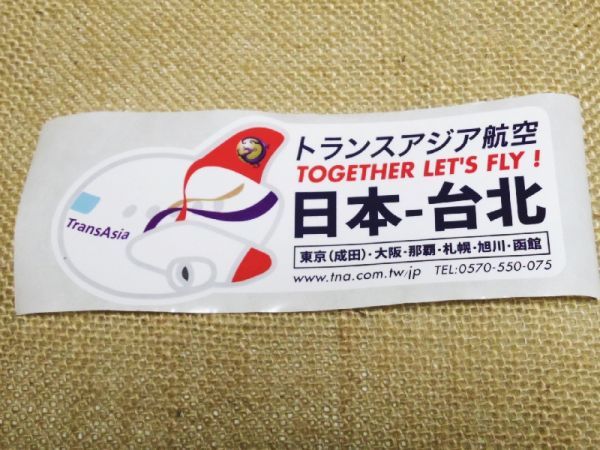 TransAsia
トランスアジア航空
TOGETHER LET'S FLY !
日本-台北
東京(成田)・大阪・那覇・札幌・旭川・函館
www.tna.com.tw/jp TEL:0570-550-075